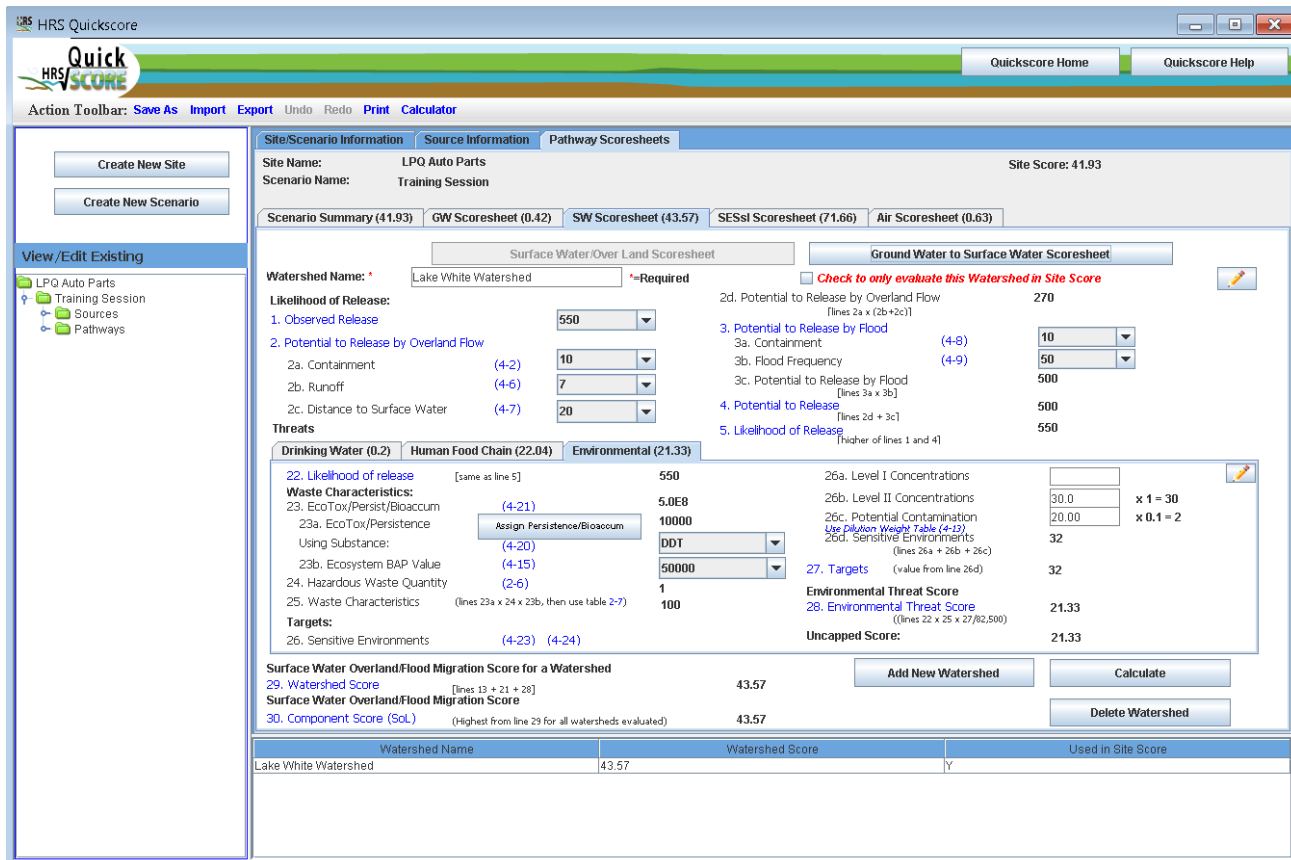 HRS Quickscore
Quick
HRS SCORE
Quickscore Home
Quickscore Help
Action Toolbar: Save As Import Export Undo Redo Print Calculator
Create New Site
Create New Scenario
View/Edit Existing
LPQ Auto Parts
Training Session
Sources
Pathways
Site/Scenario Information Source Information Pathway Scoresheets
Site Name: LPQ Auto Parts Site Score: 41.93
Scenario Name: Training Session
Scenario Summary (41.93) GW Scoresheet (0.42) SW Scoresheet (43.57) SESsI Scoresheet (71.66) Air Scoresheet (0.63)
Surface Water/Over Land Scoresheet
Ground Water to Surface Water Scoresheet
Watershed Name: * Lake White Watershed *=Required
Check to only evaluate this Watershed in Site Score
Likelihood of Release:
1. Observed Release 550
2. Potential to Release by Overland Flow
2a. Containment (4-2) 10
2b. Runoff (4-6) 7
2c. Distance to Surface Water (4-7) 20
2d. Potential to Release by Overland Flow 270
[lines 2a x (2b+2c)]
3. Potential to Release by Flood
3a. Containment (4-8) 10
3b. Flood Frequency (4-9) 50
3c. Potential to Release by Flood 500
[lines 3a x 3b]
4. Potential to Release 500
[lines 2d + 3c]
5. Likelihood of Release 550
[higher of lines 1 and 4]
Threats
Drinking Water (0.2) Human Food Chain (22.04) Environmental (21.33)
22. Likelihood of release [same as line 5] 550
Waste Characteristics:
23. EcoTox/Persist/Bioaccum (4-21) 5.0E8
23a. EcoTox/Persistence Assign Persistence/Bioaccum 10000
Using Substance: (4-20) DDT
23b. Ecosystem BAP Value (4-15) 50000
24. Hazardous Waste Quantity (2-6) 1
25. Waste Characteristics (lines 23a x 24 x 23b, then use table 2-7) 100
Targets:
26. Sensitive Environments (4-23) (4-24)
26a. Level I Concentrations
26b. Level II Concentrations 30.0 x 1 = 30
26c. Potential Contamination 20.00 x 0.1 = 2
Use Dilution Weight Table (4-13)
26d. Sensitive Environments 32
(lines 26a + 26b + 26c)
27. Targets (value from line 26d) 32
Environmental Threat Score
28. Environmental Threat Score 21.33
((lines 22 x 25 x 27/82,500)
Uncapped Score: 21.33
Surface Water Overland/Flood Migration Score for a Watershed
29. Watershed Score [lines 13 + 21 + 28] 43.57
Surface Water Overland/Flood Migration Score
30. Component Score (SoL) (Highest from line 29 for all watersheds evaluated) 43.57
Add New Watershed
Calculate
Delete Watershed
Watershed Name Watershed Score Used in Site Score
Lake White Watershed 43.57 Y